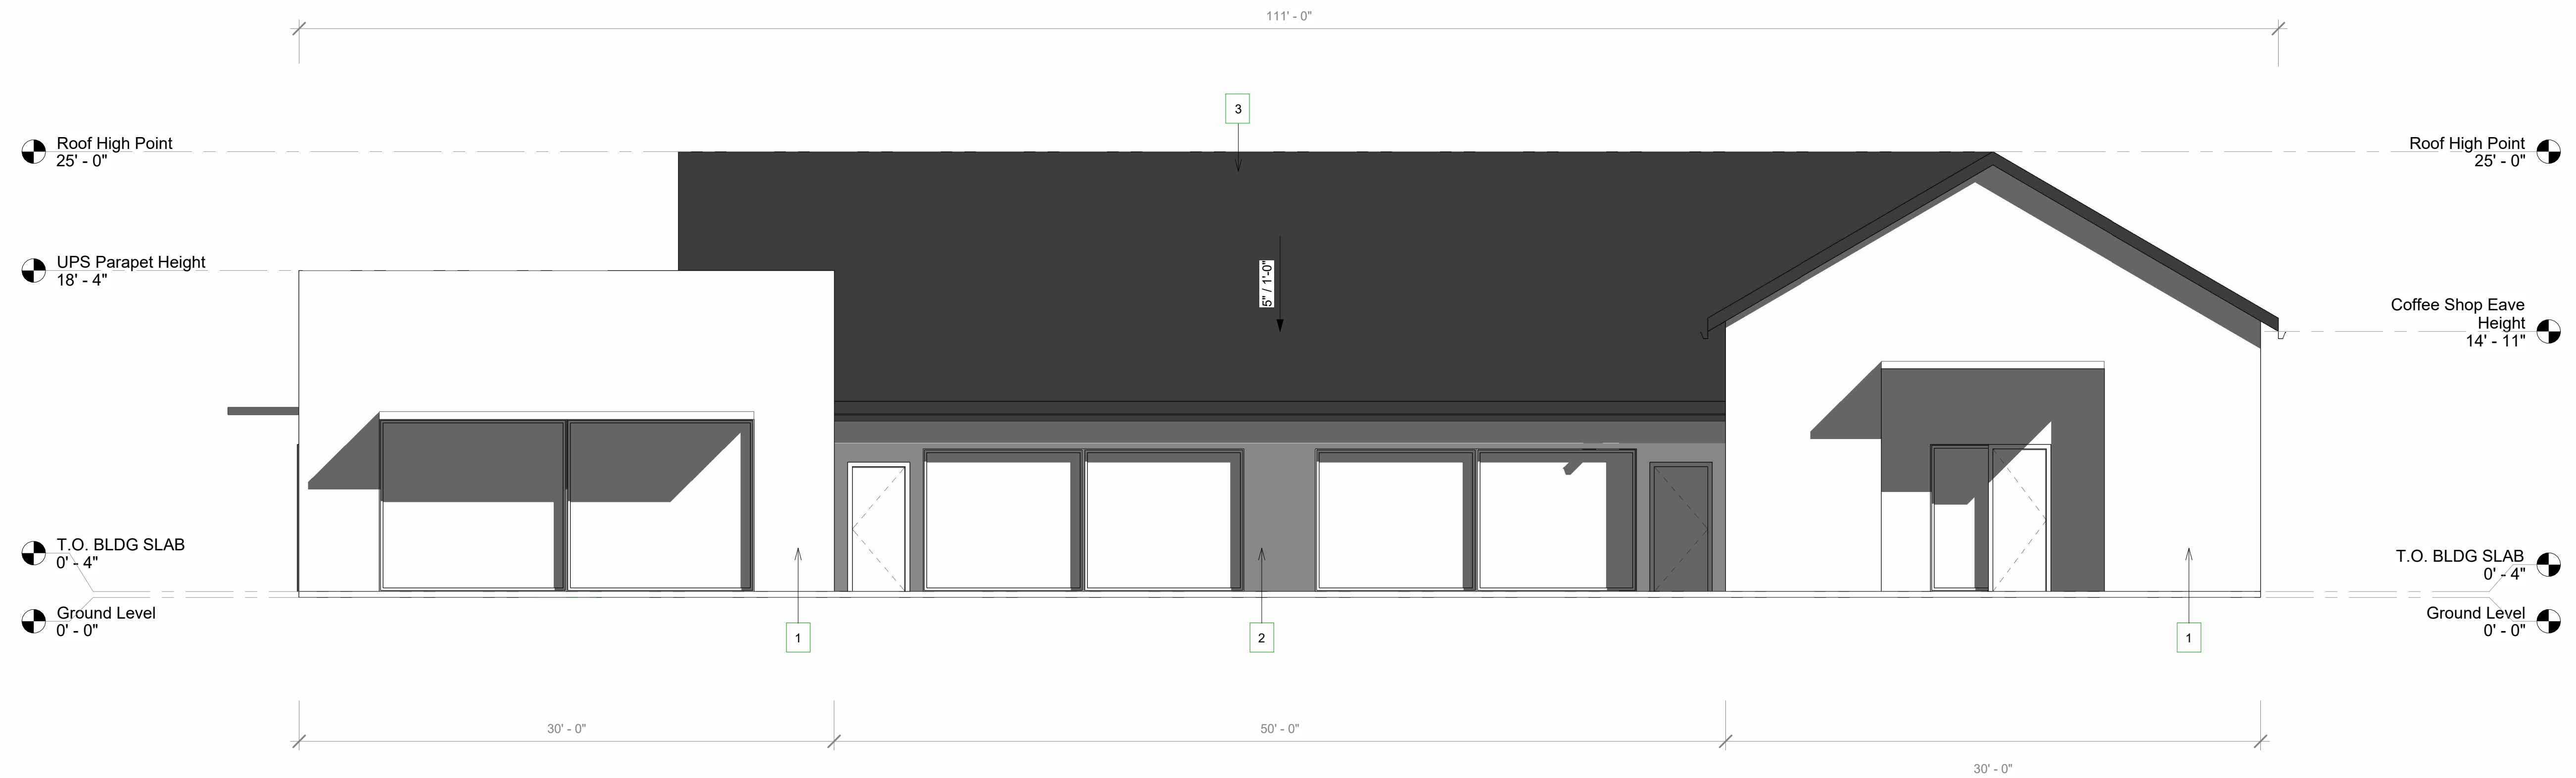 111' - 0"
3
Roof High Point
25' - 0"
Roof High Point
25' - 0"
UPS Parapet Height
18' - 4"
5" / 1'-0"
Coffee Shop Eave
Height
14' - 11"
T.O. BLDG SLAB
0' - 4"
T.O. BLDG SLAB
0' - 4"
Ground Level
0' - 0"
Ground Level
0' - 0"
1
2
1
30' - 0"
50' - 0"
30' - 0"